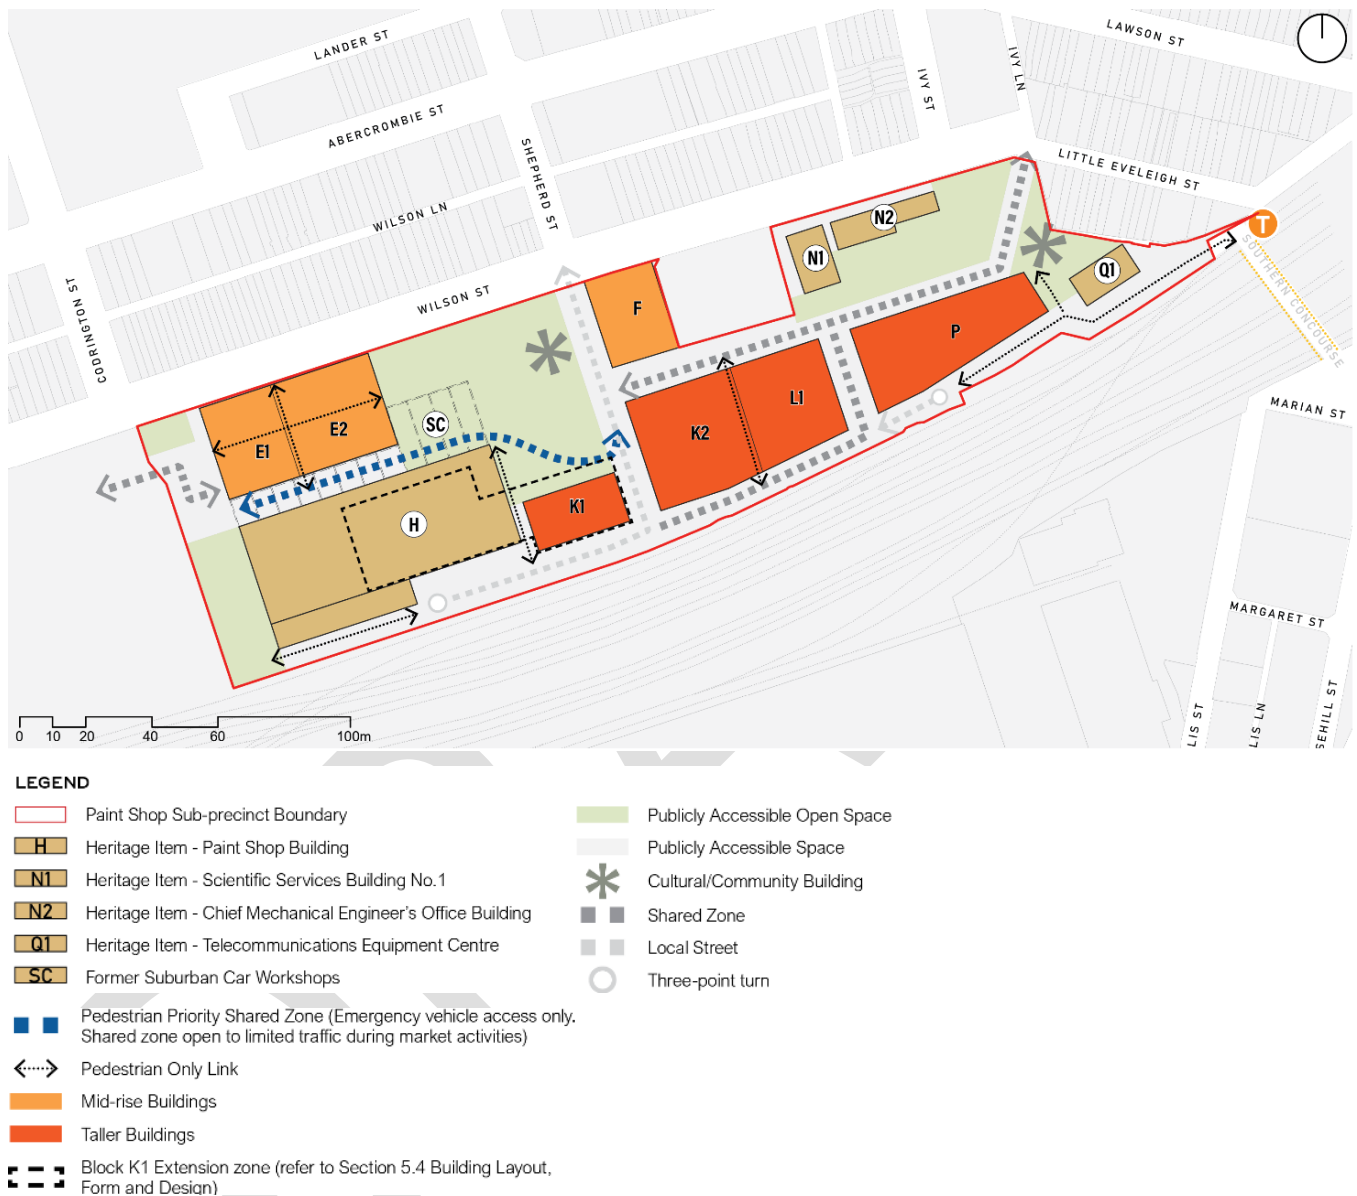 LANDER ST
LAWSON ST
IVY LN
IVY ST
ABERCROMBIE ST
SHEPHERD ST
LITTLE EVELEIGH ST
WILSON LN
N2
T
N1
Q1
SOUTHERN CONCOURSE
CODRINGTON ST
WILSON ST
F
P
L1
MARIAN ST
SC
K2
E2
E1
K1
H
MARGARET ST
LIS ST
LIS LN
SEHILL ST
0 10 20 40 60 100m
LEGEND
Paint Shop Sub-precinct Boundary
H Heritage Item - Paint Shop Building
N1 Heritage Item - Scientific Services Building No.1
N2 Heritage Item - Chief Mechanical Engineer's Office Building
Q1 Heritage Item - Telecommunications Equipment Centre
SC Former Suburban Car Workshops
Pedestrian Priority Shared Zone (Emergency vehicle access only.
Shared zone open to limited traffic during market activities)
Pedestrian Only Link
Mid-rise Buildings
Taller Buildings
Block K1 Extension zone (refer to Section 5.4 Building Layout,
Form and Design)
Publicly Accessible Open Space
Publicly Accessible Space
Cultural/Community Building
Shared Zone
Local Street
Three-point turn